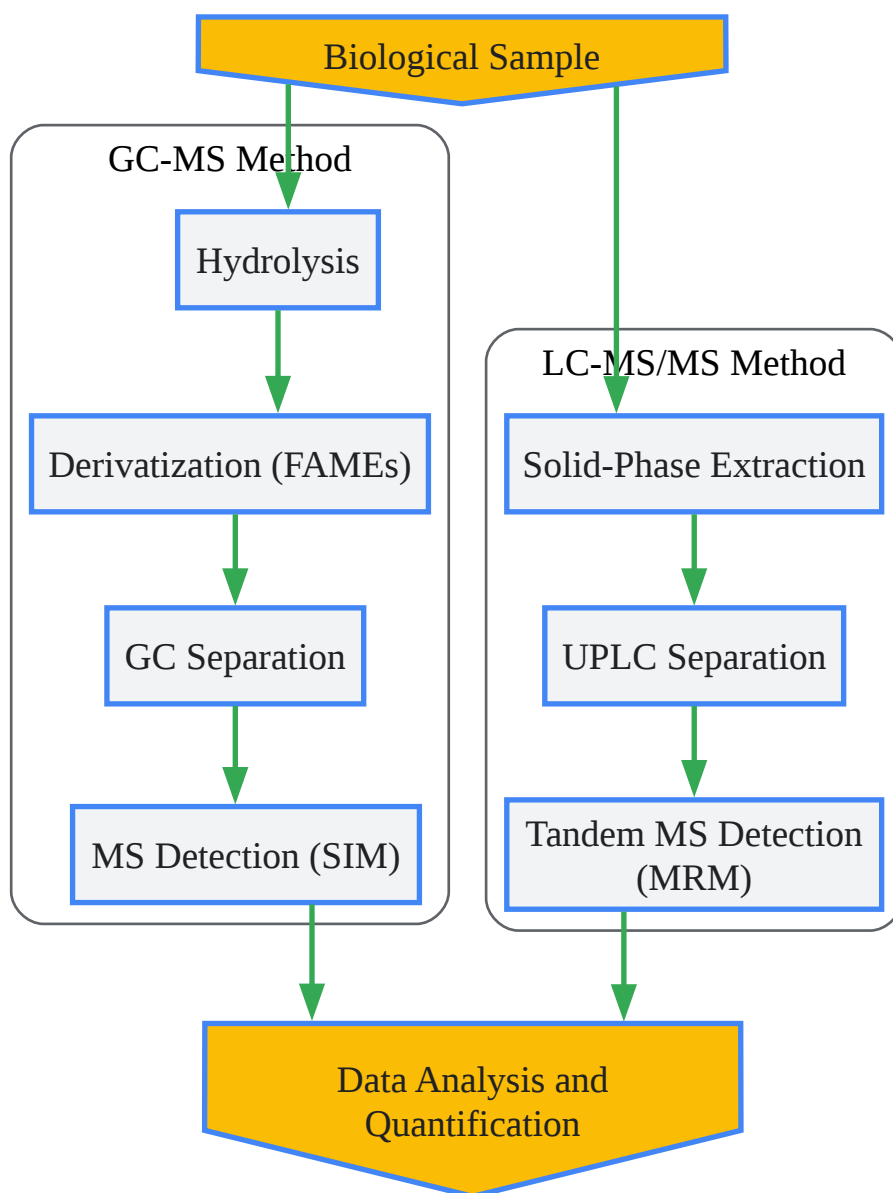 Biological Sample
GC-MS Method
Hydrolysis
Derivatization (FAMEs)
GC Separation
MS Detection (SIM)
LC-MS/MS Method
Solid-Phase Extraction
UPLC Separation
Tandem MS Detection
(MRM)
Data Analysis and
Quantification